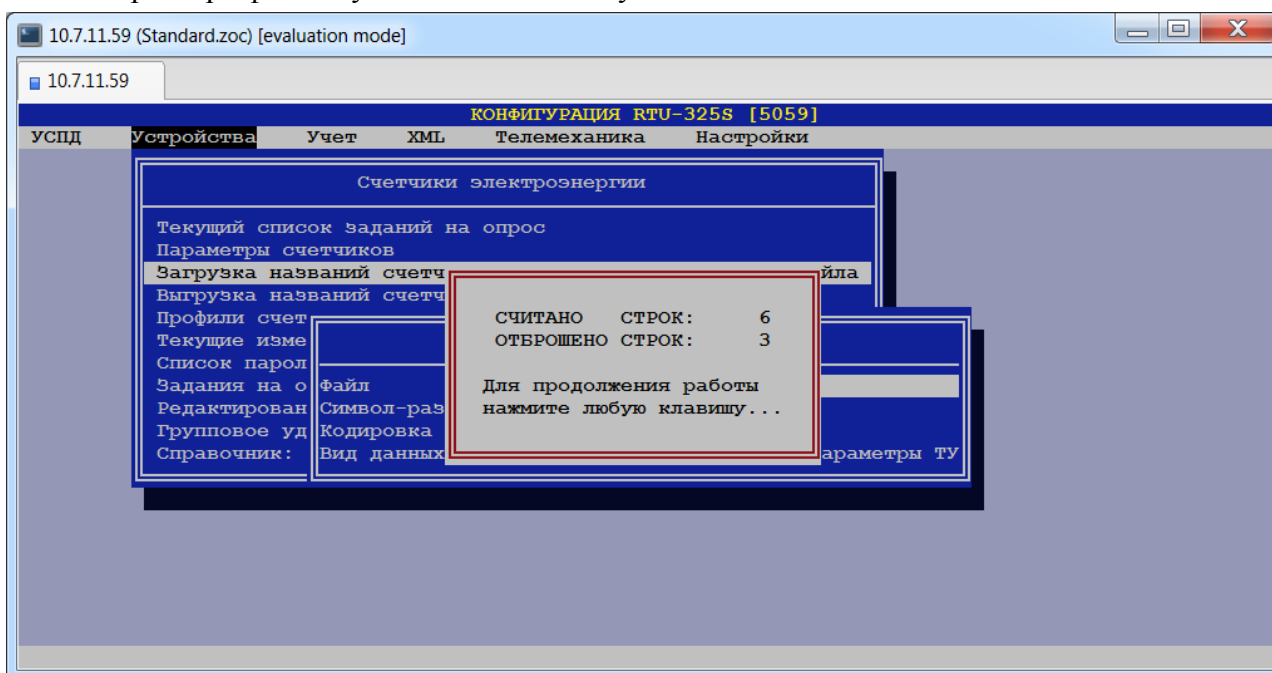 10.7.11.59 (Standard.zoc) [evaluation mode]
10.7.11.59
КОНФИГУРАЦИЯ RTU-325S [5059]
УСПД Устройства Учет XML Телемеханика Настройки
Счетчики электроэнергии
Текущий список заданий на опрос
Параметры счетчиков
Загрузка названий счетч йла
Выгрузка названий счетч
Профили счет
Текущие изме
Список парол
Задания на о
Редактирован
Групповое уд
Справочник:
Файл
Символ-раз
Кодировка
Вид данных араметры ТУ
СЧИТАНО СТРОК: 6
ОТБРОШЕНО СТРОК: 3
Для продолжения работы
нажмите любую клавишу...